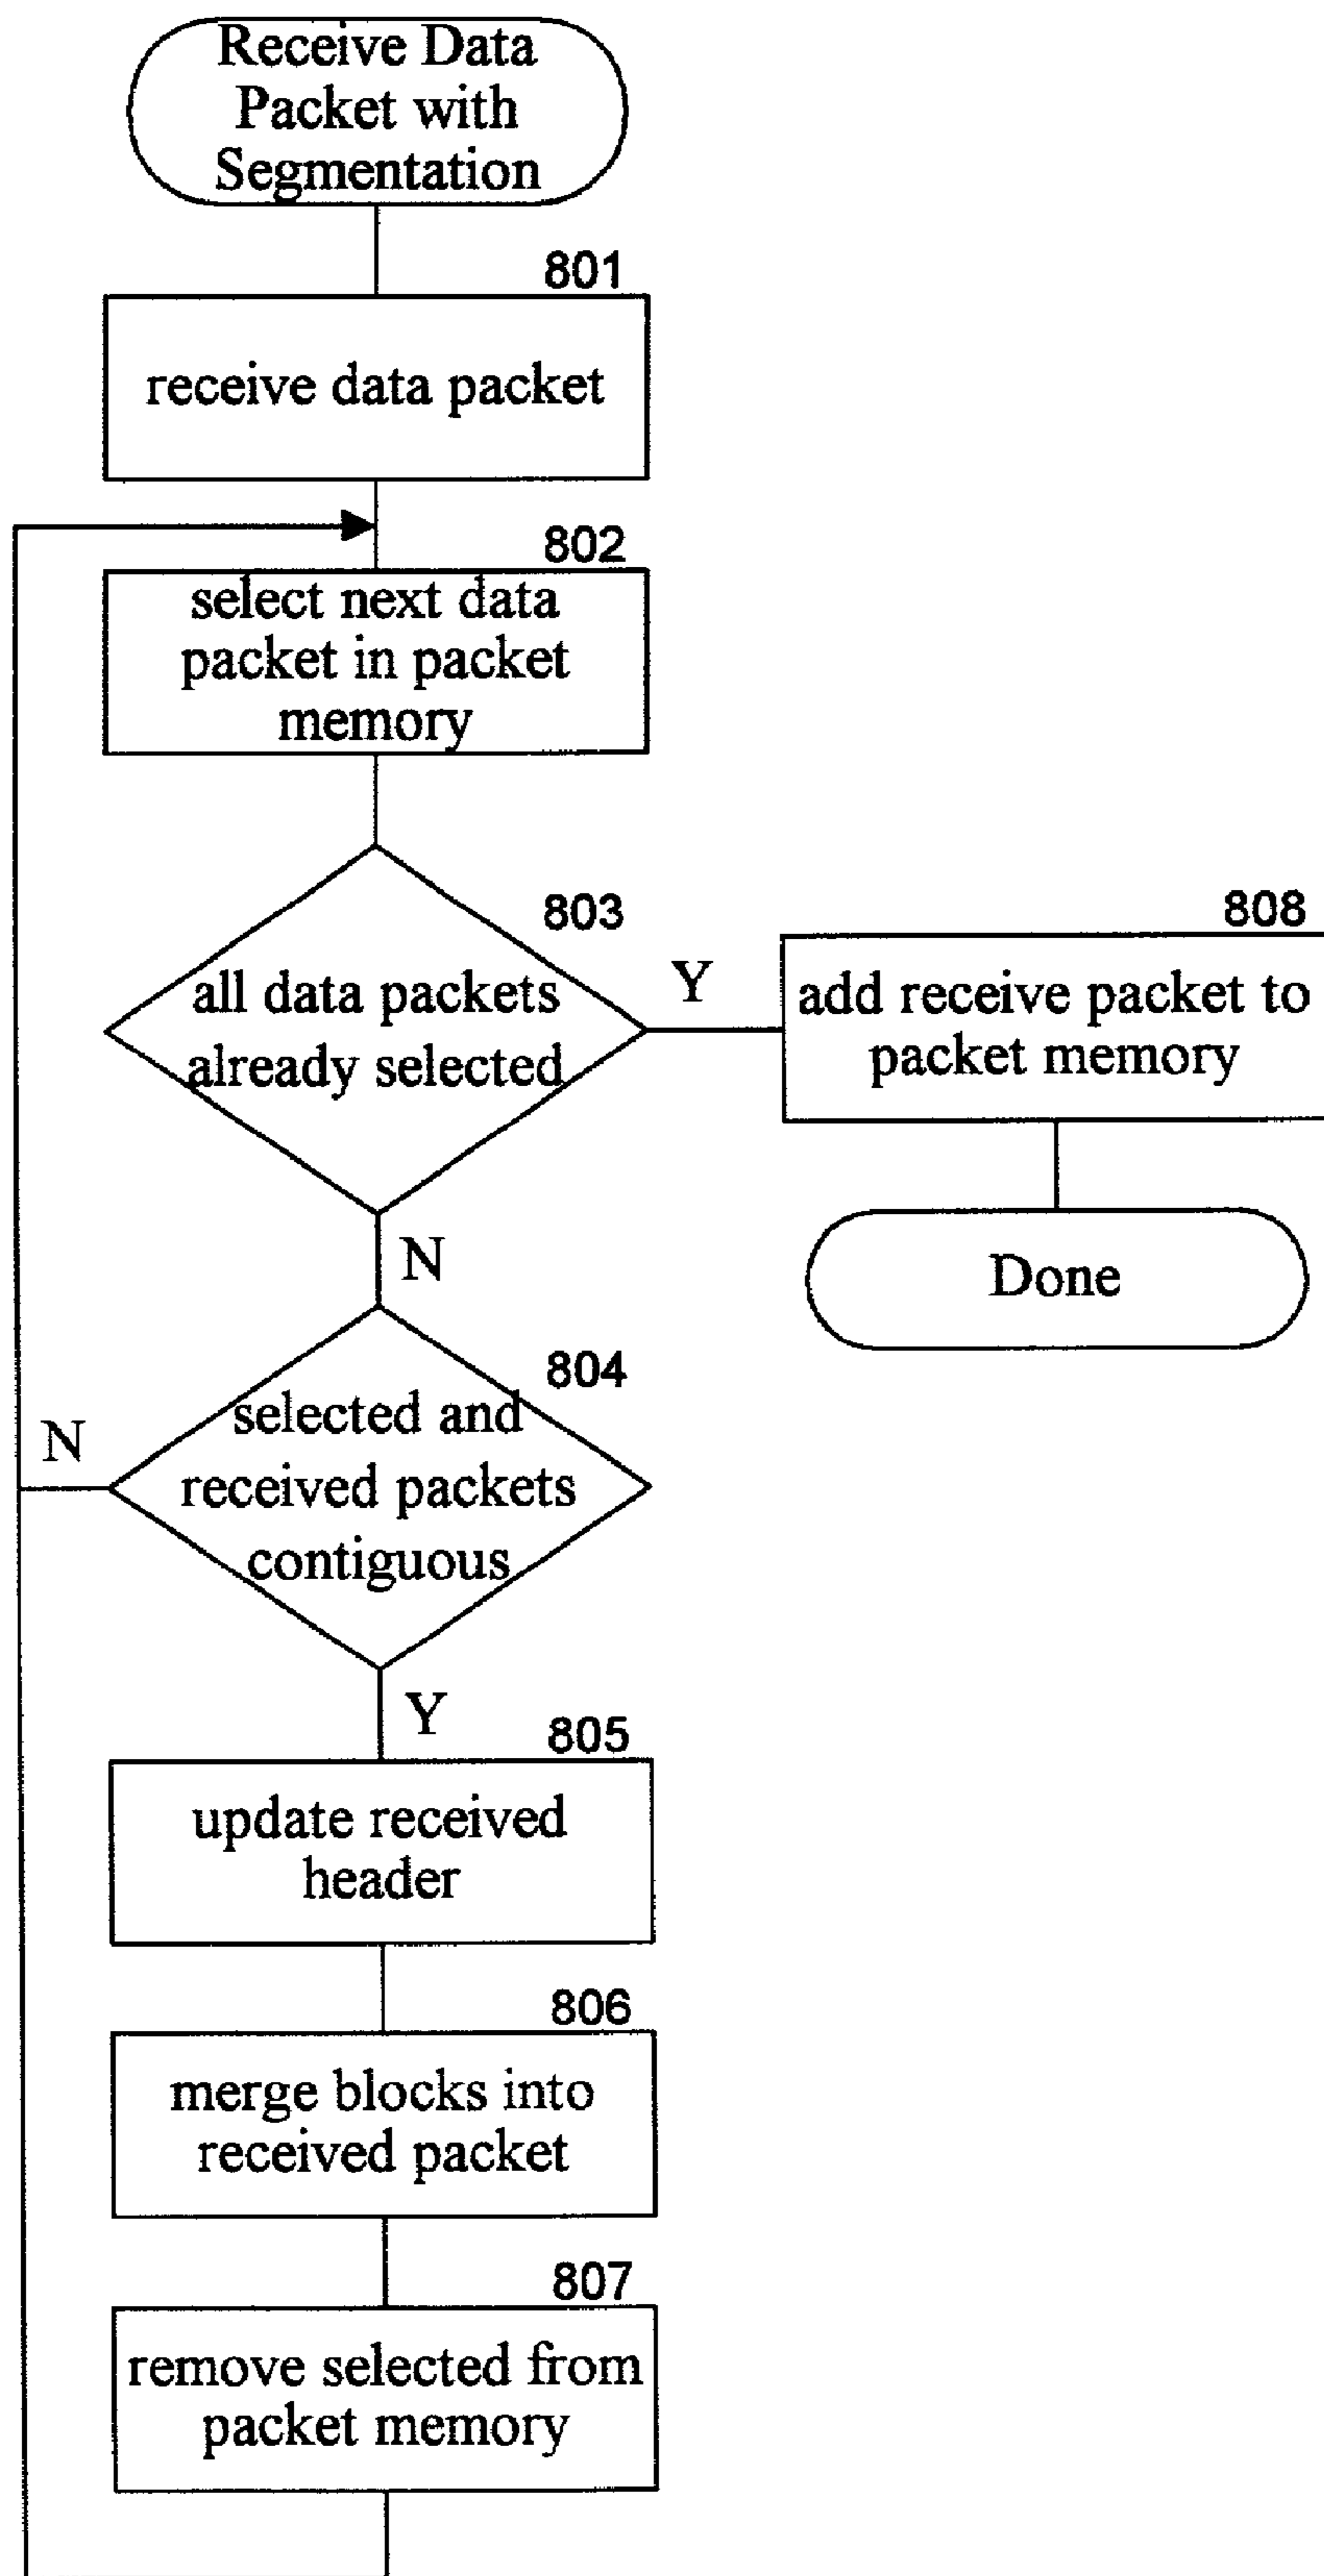 Receive Data
Packet with
Segmentation
801
receive data packet
802
select next data
packet in packet
memory
803
all data packets
already selected
Y
808
add receive packet to
packet memory
N
Done
804
selected and
received packets
contiguous
N
Y
805
update received
header
806
merge blocks into
received packet
807
remove selected from
packet memory